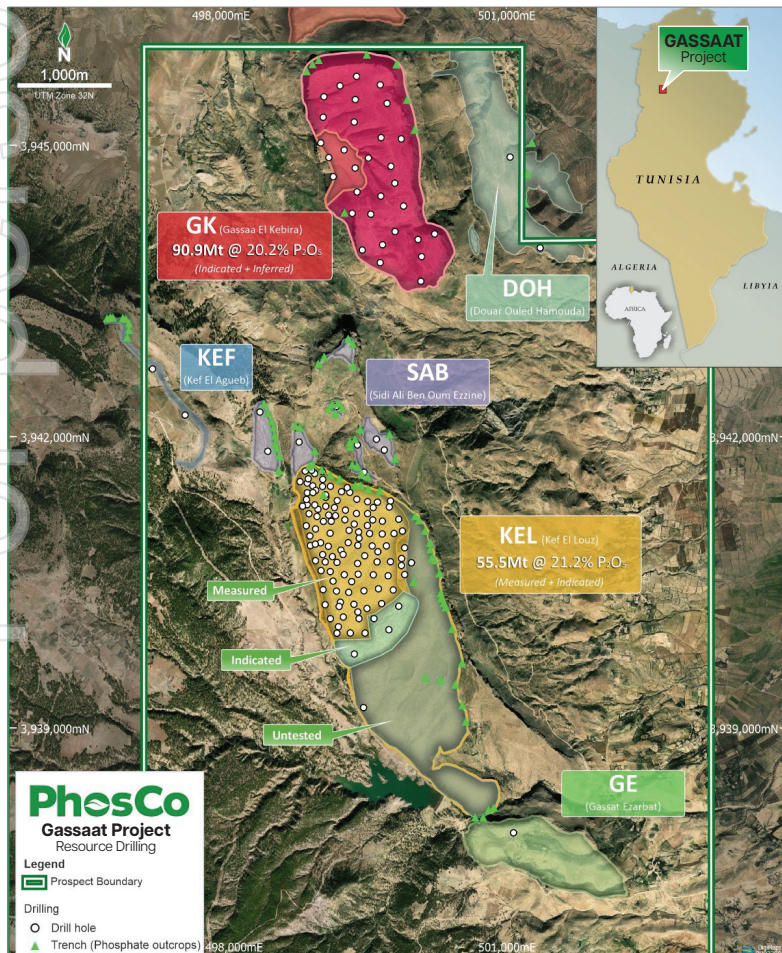 498,000mE
501,000mE
N
1,000m
UTM Zone 32N
GASSAAT
Project
3,945,000mN
TUNISIA
ALGERIA
LIBYIA
AFRICA
GK (Gassaa El Kebira)
90.9Mt @ 20.2% P₂O₅
(Indicated + Inferred)
DOH
(Douar Ouled Hamouda)
KEF
(Kef El Agueb)
SAB
(Sidi Ali Ben Oum Ezzine)
3,942,000mN
3,942,000mN
KEL (Kef El Louz)
55.5Mt @ 21.2% P₂O₅
(Measured + Indicated)
Measured
Indicated
Untested
3,939,000mN
3,939,000mN
GE
(Gassat Ezarbat)
PhosCo
Gassaat Project
Resource Drilling
Legend
Prospect Boundary
Drilling
Drill hole
Trench (Phosphate outcrops)
498,000mE
501,000mE